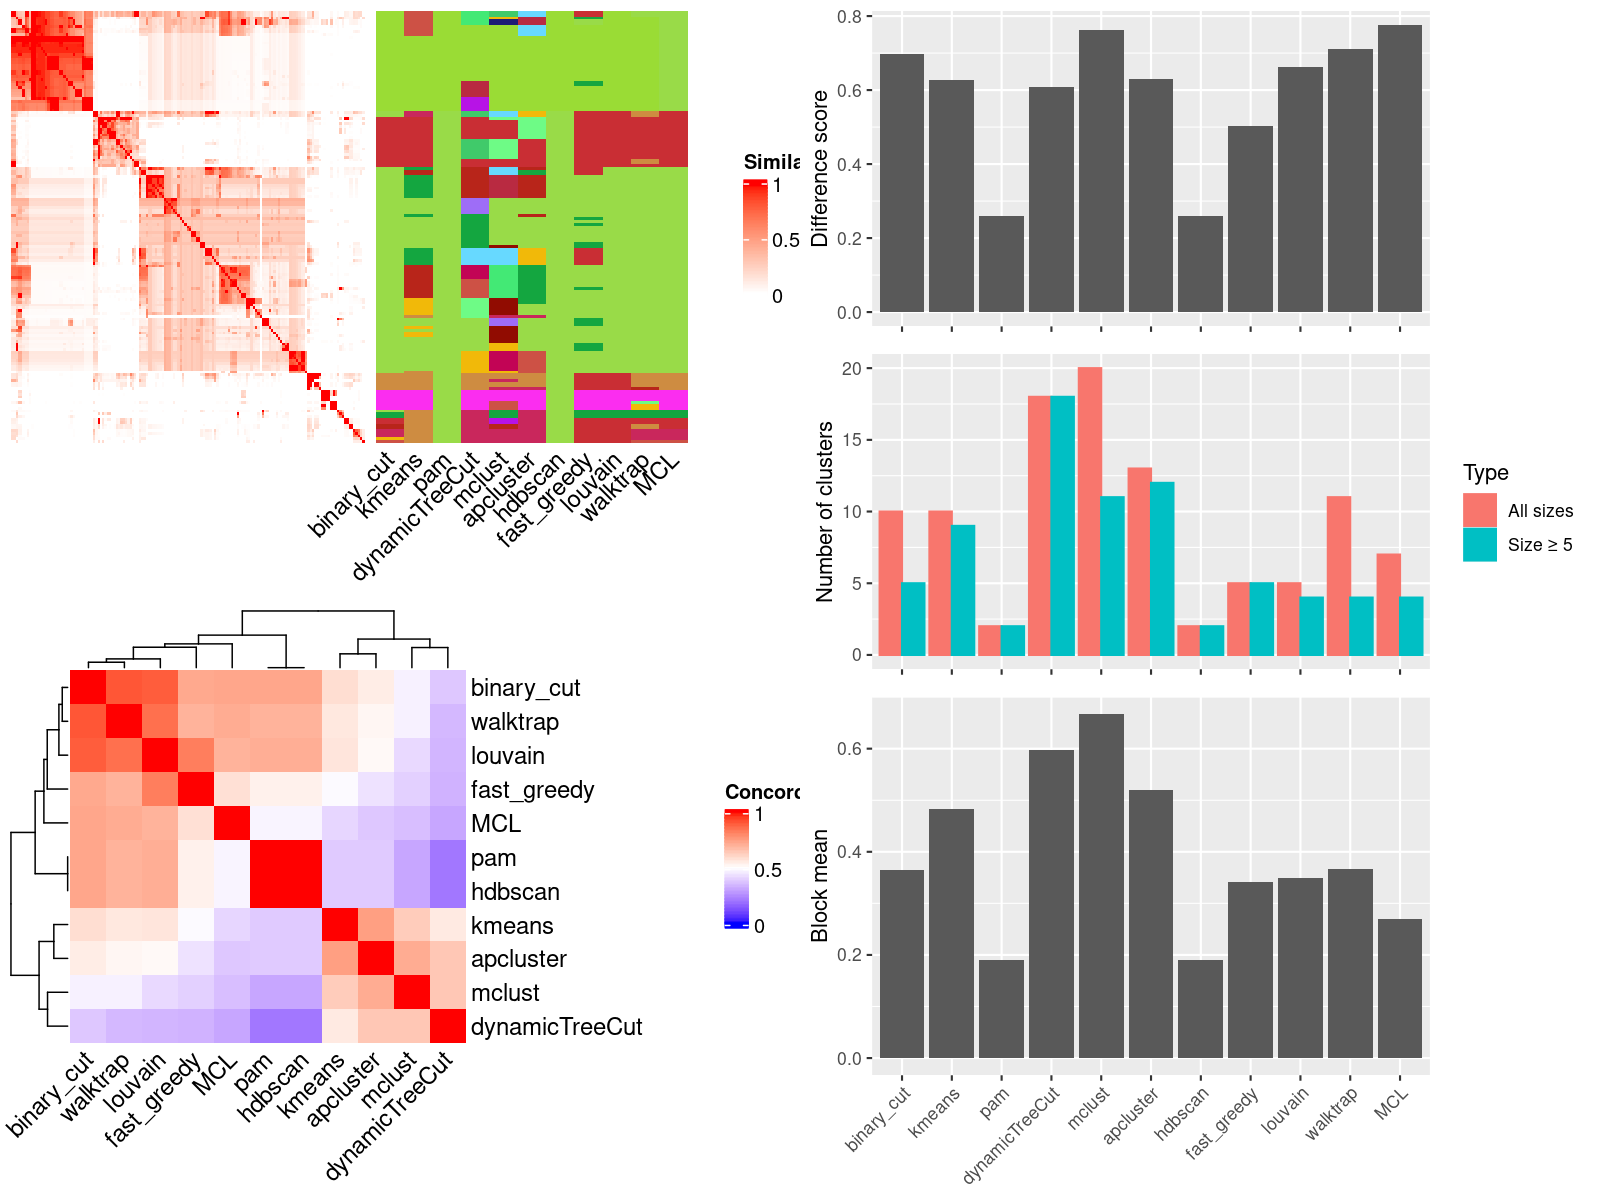 Simila
1
0.5
0
binary_cut
kmeans
pam
dynamicTreeCut
mclust
apcluster
hdbscan
fast_greedy
louvain
walktrap
MCL
Difference score
0.8
0.6
0.4
0.2
0.0
Number of clusters
20
15
10
5
0
Type
All sizes
Size ≥ 5
binary_cut
walktrap
louvain
fast_greedy
MCL
pam
hdbscan
kmeans
apcluster
mclust
dynamicTreeCut
binary_cut
walktrap
louvain
fast_greedy
MCL
pam
hdbscan
kmeans
apcluster
mclust
dynamicTreeCut
Concord
1
0.5
0
Block mean
0.6
0.4
0.2
0.0
binary_cut
kmeans
pam
dynamicTreeCut
mclust
apcluster
hdbscan
fast_greedy
louvain
walktrap
MCL